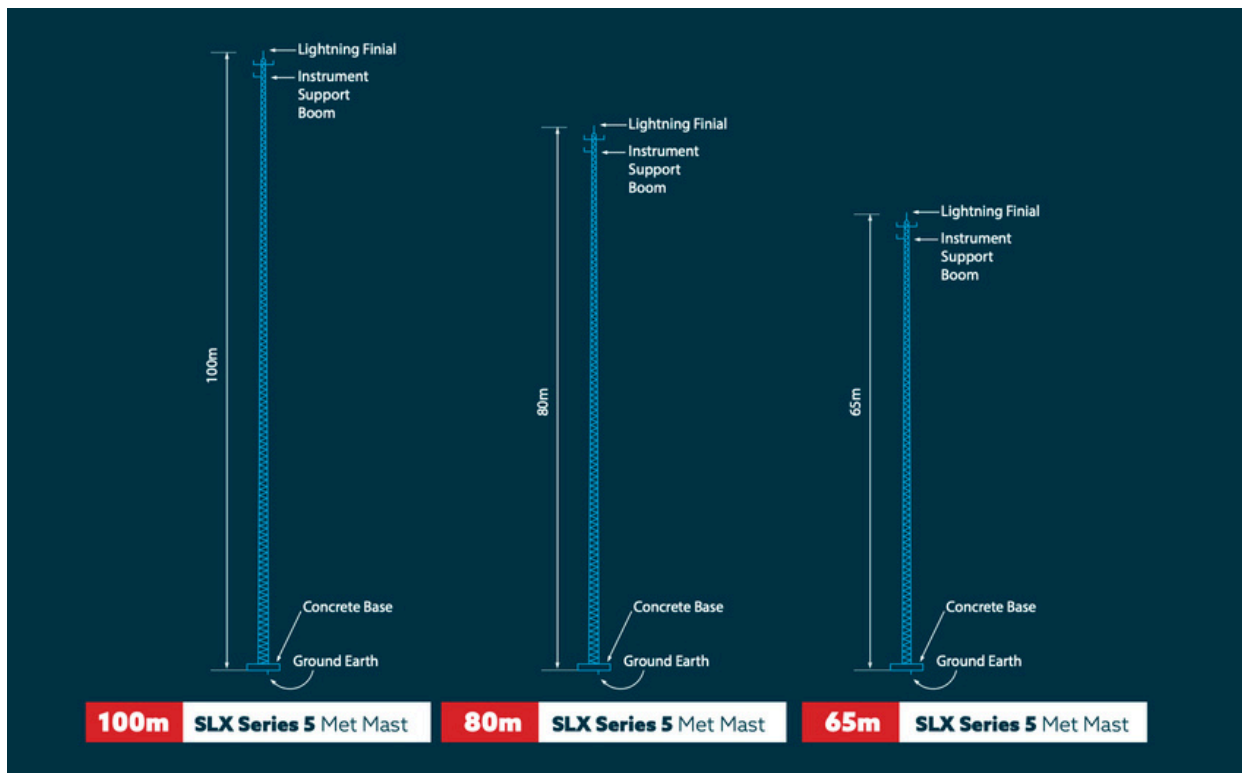 Lightning Finial
Instrument
Support
Boom
100m
Concrete Base
Ground Earth
100m SLX Series 5 Met Mast
Lightning Finial
Instrument
Support
Boom
80m
Concrete Base
Ground Earth
80m SLX Series 5 Met Mast
Lightning Finial
Instrument
Support
Boom
65m
Concrete Base
Ground Earth
65m SLX Series 5 Met Mast